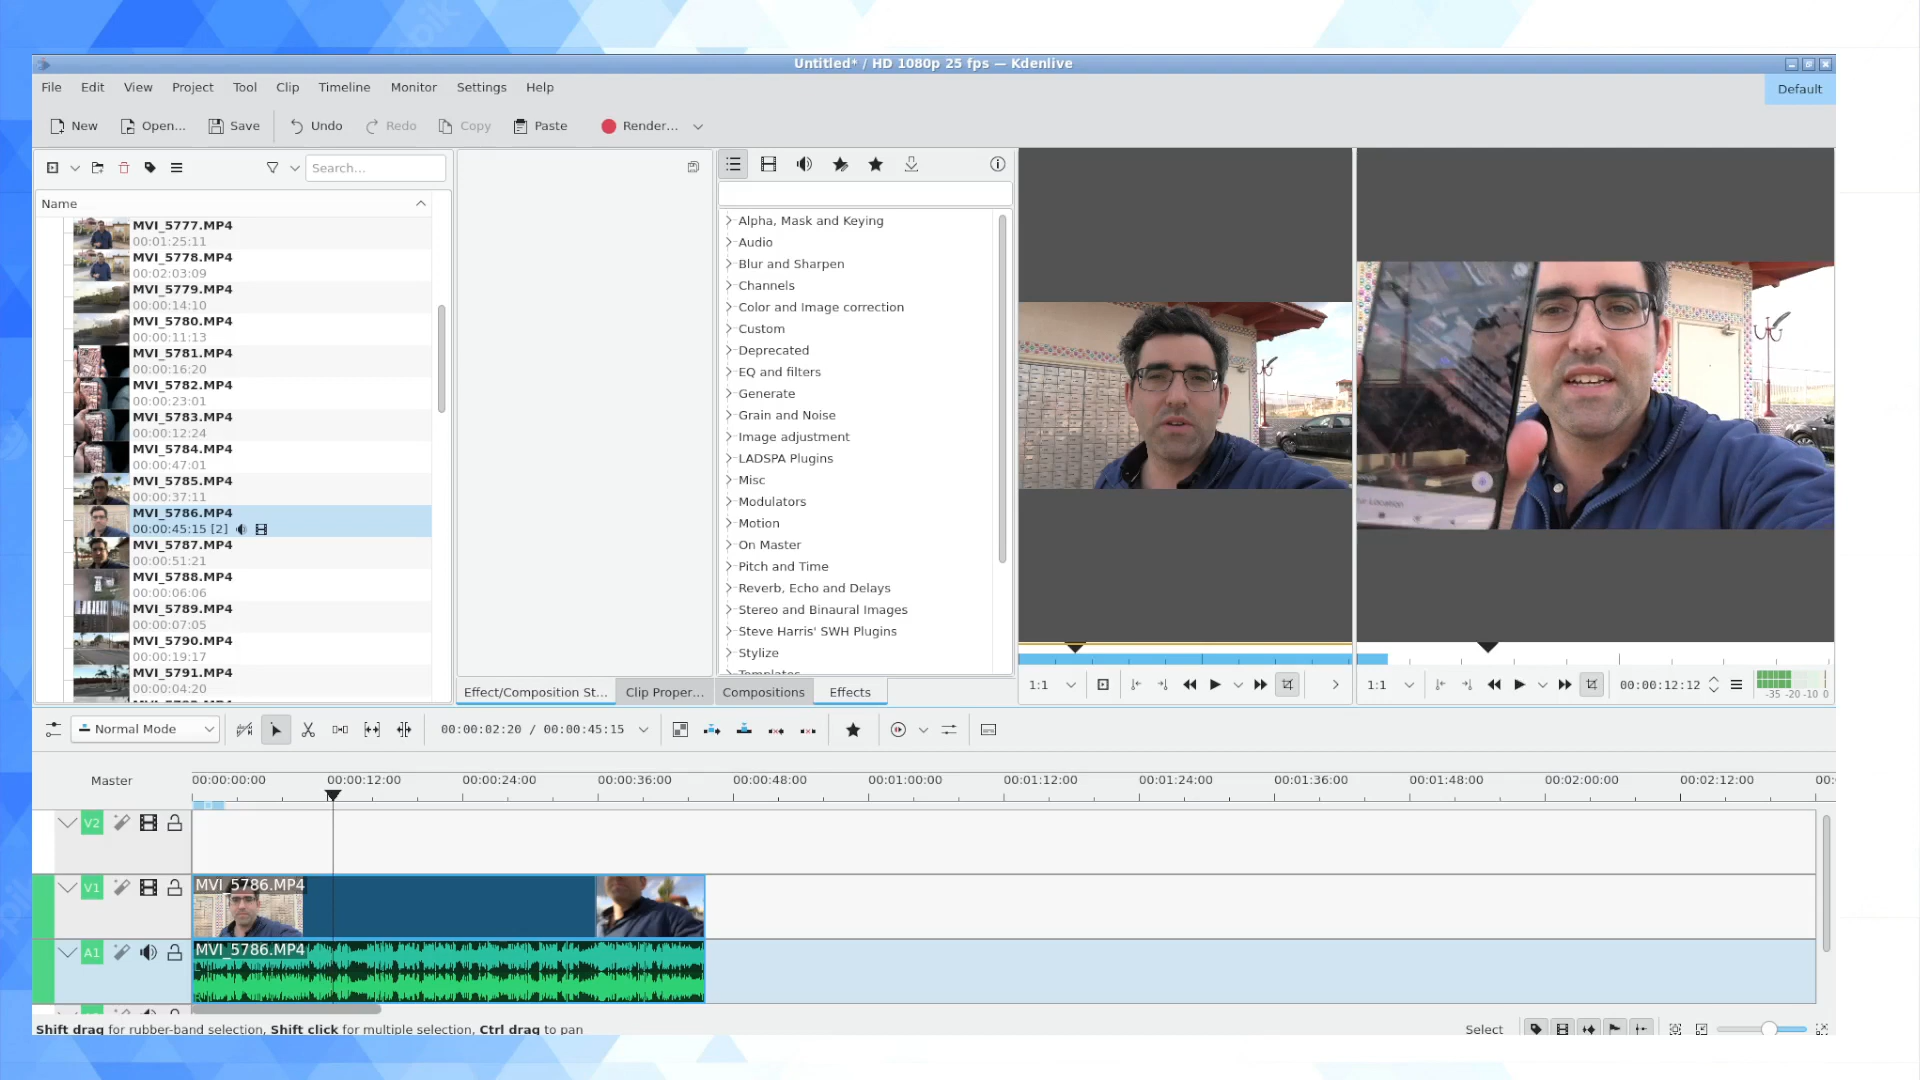 Untitled* / HD 1080p 25 fps — Kdenlive
File Edit View Project Tool Clip Timeline Monitor Settings Help
Default
New Open... Save Undo Redo Copy Paste Render...
Search...
Name
MVI_5777.MP4
00:01:25:11
MVI_5778.MP4
00:02:03:09
MVI_5779.MP4
00:00:14:10
MVI_5780.MP4
00:00:11:13
MVI_5781.MP4
00:00:16:20
MVI_5782.MP4
00:00:23:01
MVI_5783.MP4
00:00:12:24
MVI_5784.MP4
00:00:47:01
MVI_5785.MP4
00:00:37:11
MVI_5786.MP4
00:00:45:15 [2]
MVI_5787.MP4
00:00:51:21
MVI_5788.MP4
00:00:06:06
MVI_5789.MP4
00:00:07:05
MVI_5790.MP4
00:00:19:17
MVI_5791.MP4
00:00:04:20
Alpha, Mask and Keying
Audio
Blur and Sharpen
Channels
Color and Image correction
Custom
Deprecated
EQ and filters
Generate
Grain and Noise
Image adjustment
LADSPA Plugins
Misc
Modulators
Motion
On Master
Pitch and Time
Reverb, Echo and Delays
Stereo and Binaural Images
Steve Harris' SWH Plugins
Stylize
Effect/Composition St... Clip Proper... Compositions Effects
1:1
1:1 00:00:12:12 -35 -20 -10 0
Normal Mode 00:00:02:20 / 00:00:45:15
Master 00:00:00:00 00:00:12:00 00:00:24:00 00:00:36:00 00:00:48:00 00:01:00:00 00:01:12:00 00:01:24:00 00:01:36:00 00:01:48:00 00:02:00:00 00:02:12:00
V2
V1 MVI_5786.MP4
A1 MVI_5786.MP4
Shift drag for rubber-band selection, Shift click for multiple selection, Ctrl drag to pan
Select